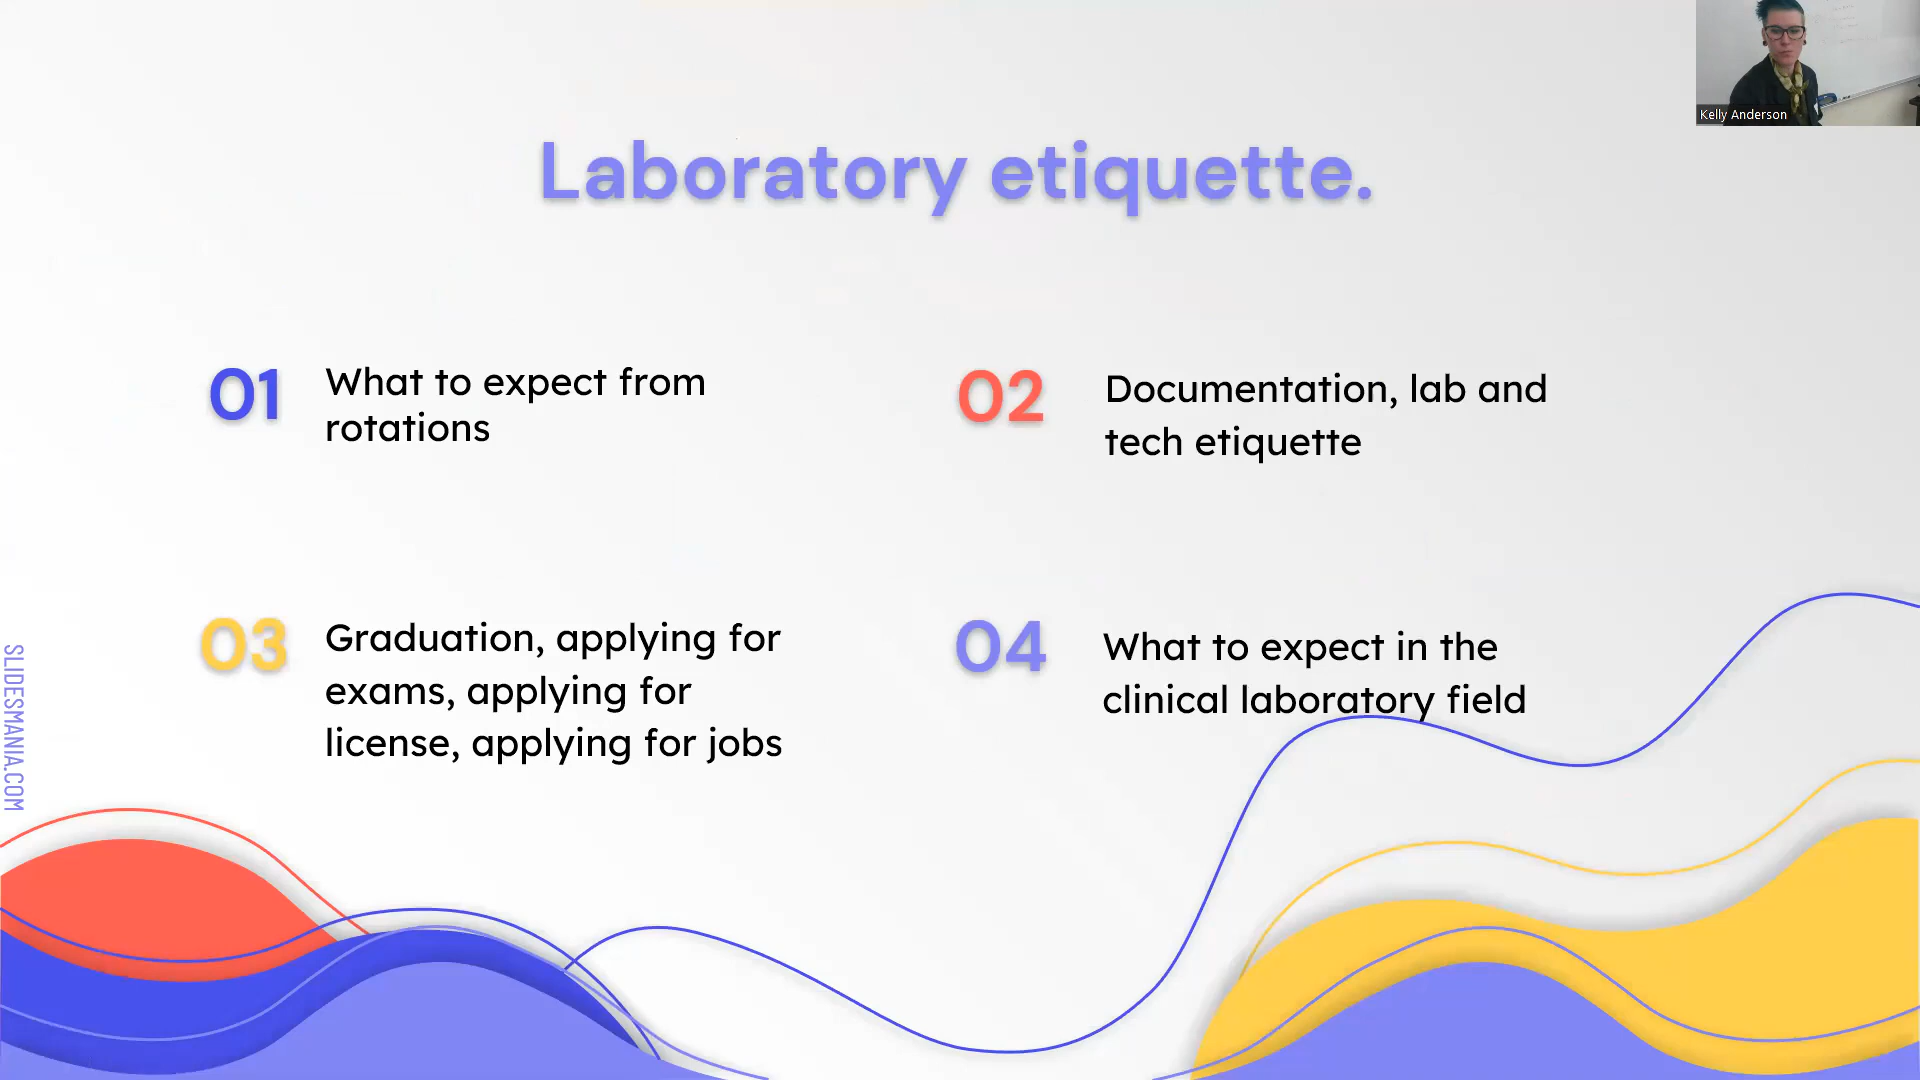 Kelly Anderson
Laboratory etiquette.
01
What to expect from
rotations
02
Documentation, lab and
tech etiquette
03
Graduation, applying for
exams, applying for
license, applying for jobs
04
What to expect in the
clinical laboratory field
SLIDESMANIA.COM